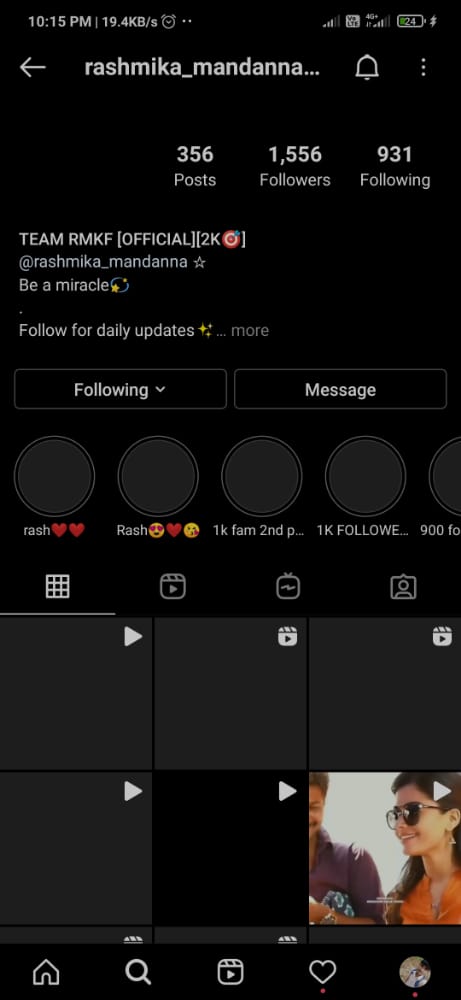 10:15 PM | 19.4KB/s
4G+
24
rashmika_mandanna...
356 1,556 931
Posts Followers Following
TEAM RMKF [OFFICIAL][2K🎯]
@rashmika_mandanna ☆
Be a miracle💫
.
Follow for daily updates✨... more
Following Message
rash❤️❤️ Rash😍❤️😘 1k fam 2nd p... 1K FOLLOWE... 900 fo